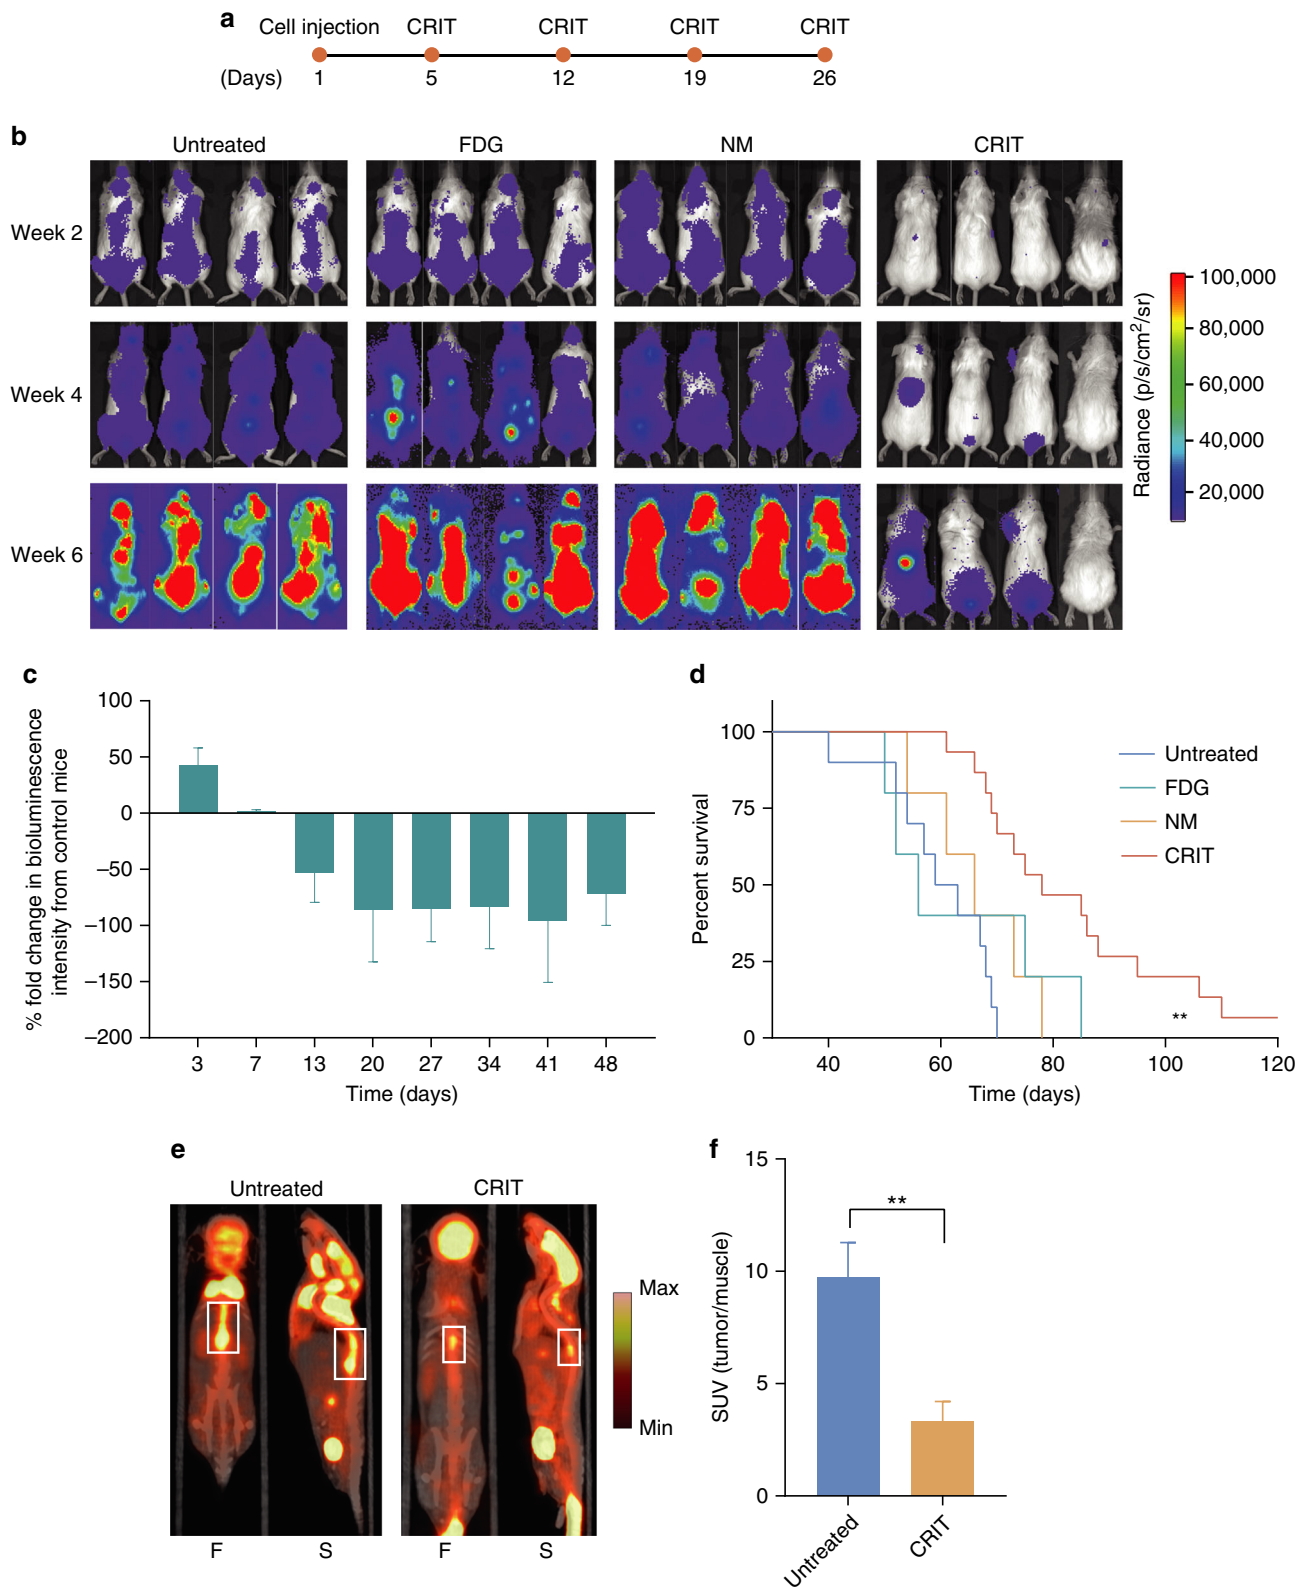 a
Cell injection CRIT CRIT CRIT CRIT
(Days) 1 5 12 19 26
b
Untreated FDG NM CRIT
Week 2
Week 4
Week 6
100,000
80,000
60,000
40,000
20,000
Radiance (p/s/cm²/sr)
c
% fold change in bioluminescence
intensity from control mice
100
50
0
−50
−100
−150
−200
3 7 13 20 27 34 41 48
Time (days)
d
Percent survival
100
75
50
25
0
40 60 80 100 120
Time (days)
Untreated
FDG
NM
CRIT
**
e
Untreated CRIT
Max
Min
F S F S
f
SUV (tumor/muscle)
15
10
5
0
**
Untreated
CRIT